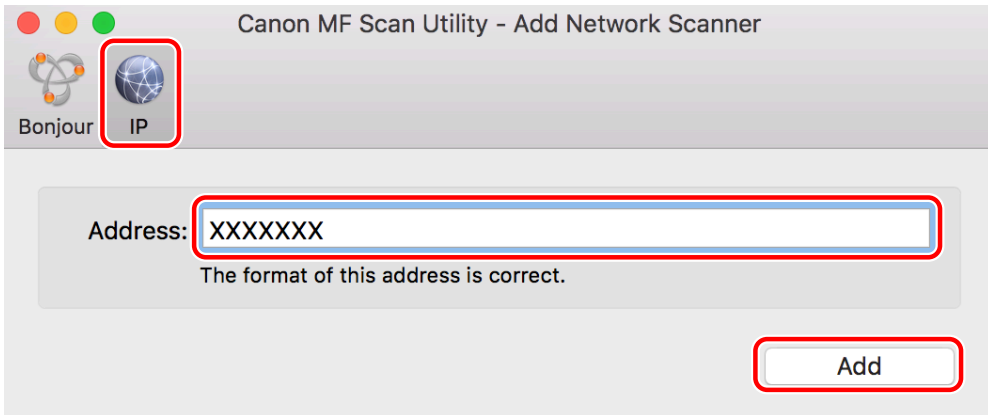 Canon MF Scan Utility - Add Network Scanner
Bonjour IP
Address: XXXXXXX
The format of this address is correct.
Add